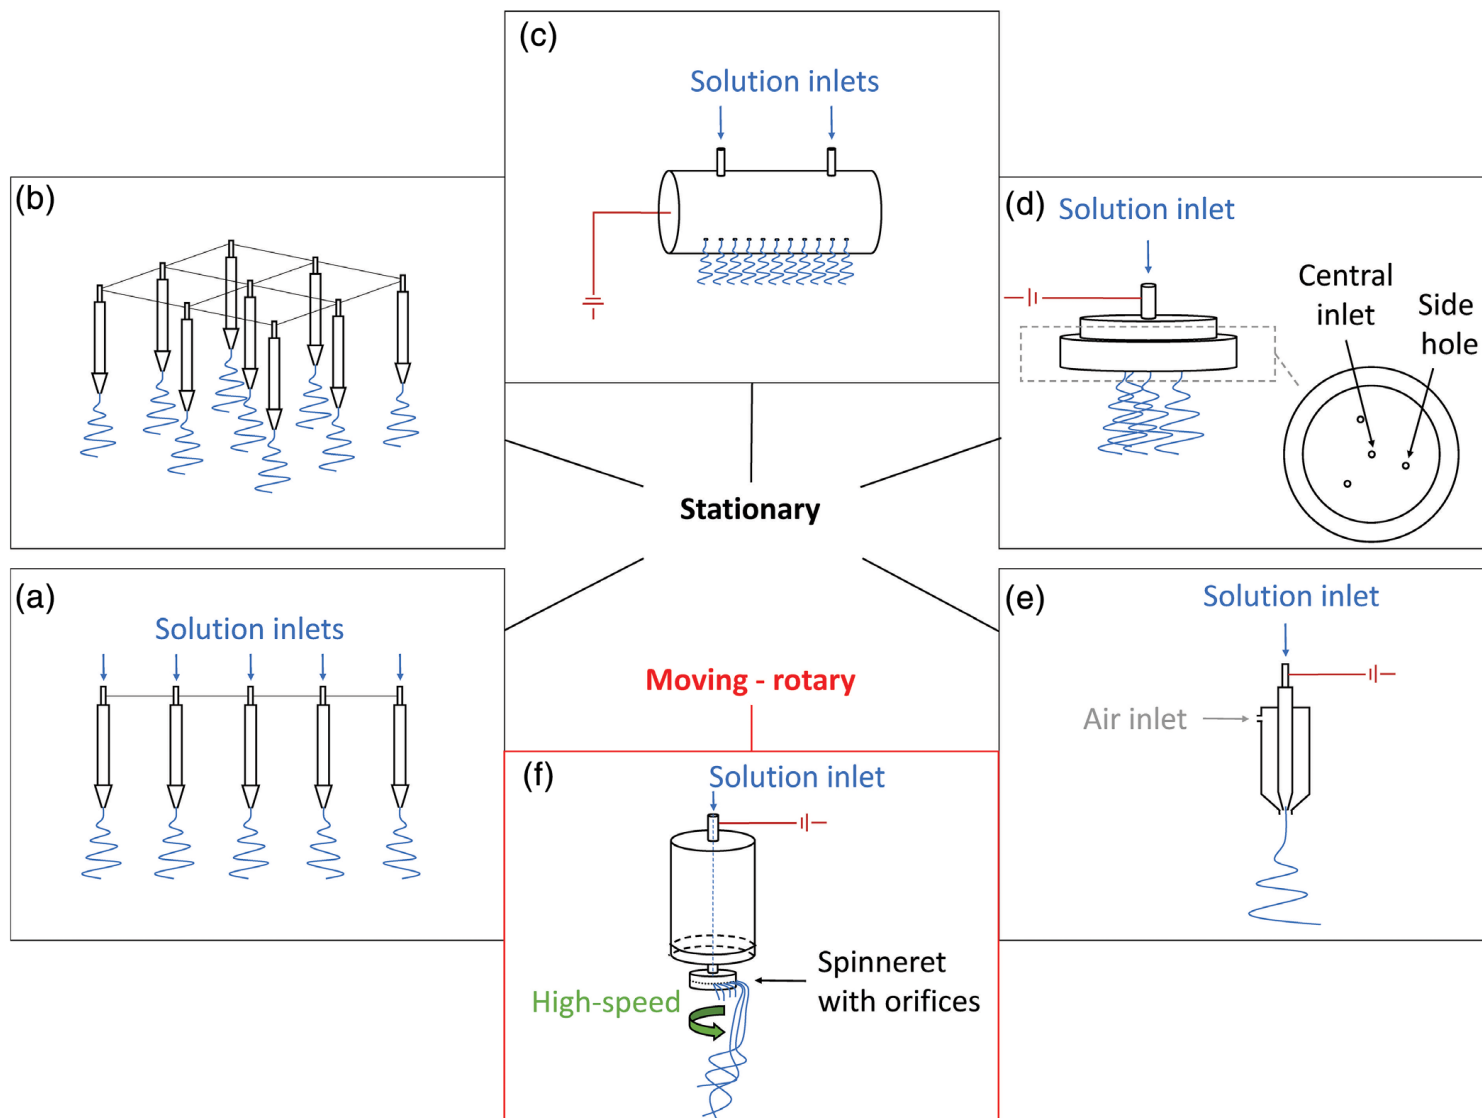 (c)
Solution inlets
(b)
(d)
Solution inlet
Central
inlet
Side
hole
Stationary
(a)
Solution inlets
(e)
Solution inlet
Air inlet
Moving - rotary
(f)
Solution inlet
Spinneret
with orifices
High-speed